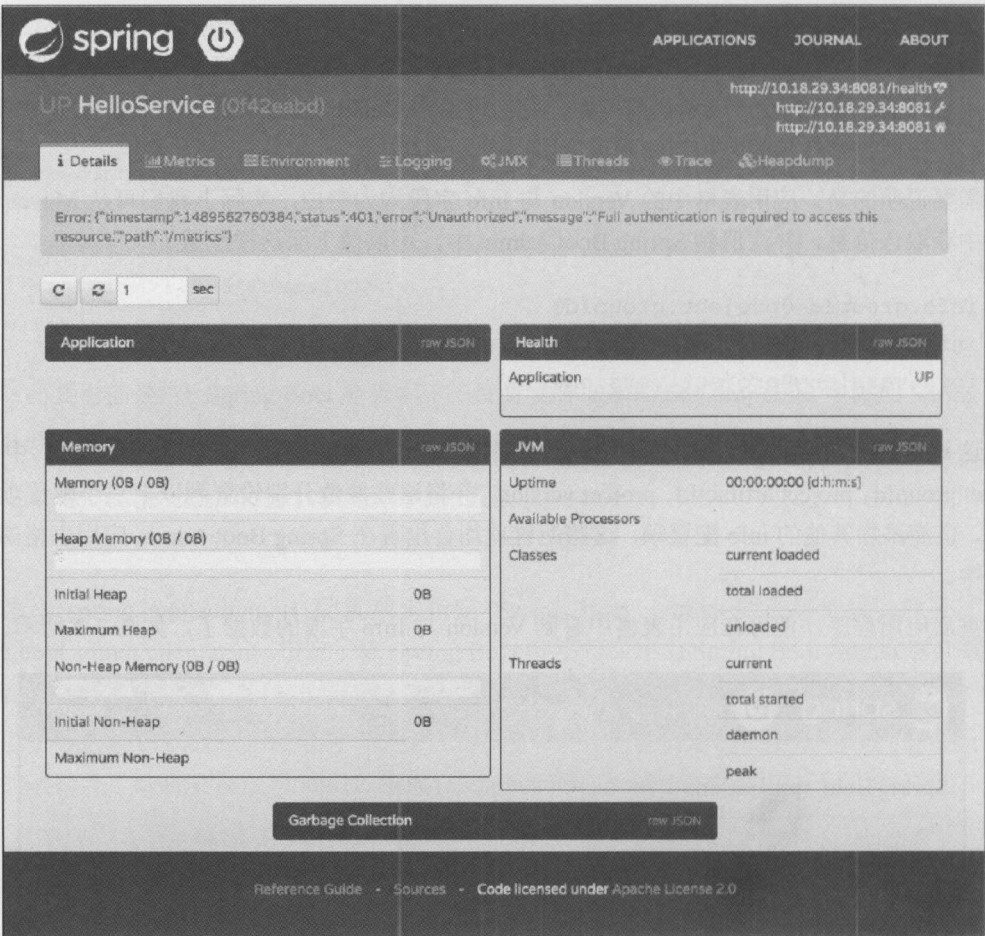 spring
APPLICATIONS JOURNAL ABOUT
UP HelloService (0f42eabd)
http://10.18.29.34:8081/health
http://10.18.29.34:8081
http://10.18.29.34:8081
Details Metrics Environment Logging JMX Threads Trace Heapdump
Error: {"timestamp":1489562760384,"status":401,"error":"Unauthorized","message":"Full authentication is required to access this
resource.","path":"/metrics"}
1 sec
Application raw JSON
Health raw JSON
Application UP
Memory raw JSON
Memory (0B / 0B)
Heap Memory (0B / 0B)
Initial Heap 0B
Maximum Heap 0B
Non-Heap Memory (0B / 0B)
Initial Non-Heap 0B
Maximum Non-Heap
JVM raw JSON
Uptime 00:00:00:00 [d:h:m:s]
Available Processors
Classes current loaded
total loaded
unloaded
Threads current
total started
daemon
peak
Garbage Collection raw JSON
Reference Guide - Sources - Code licensed under Apache License 2.0